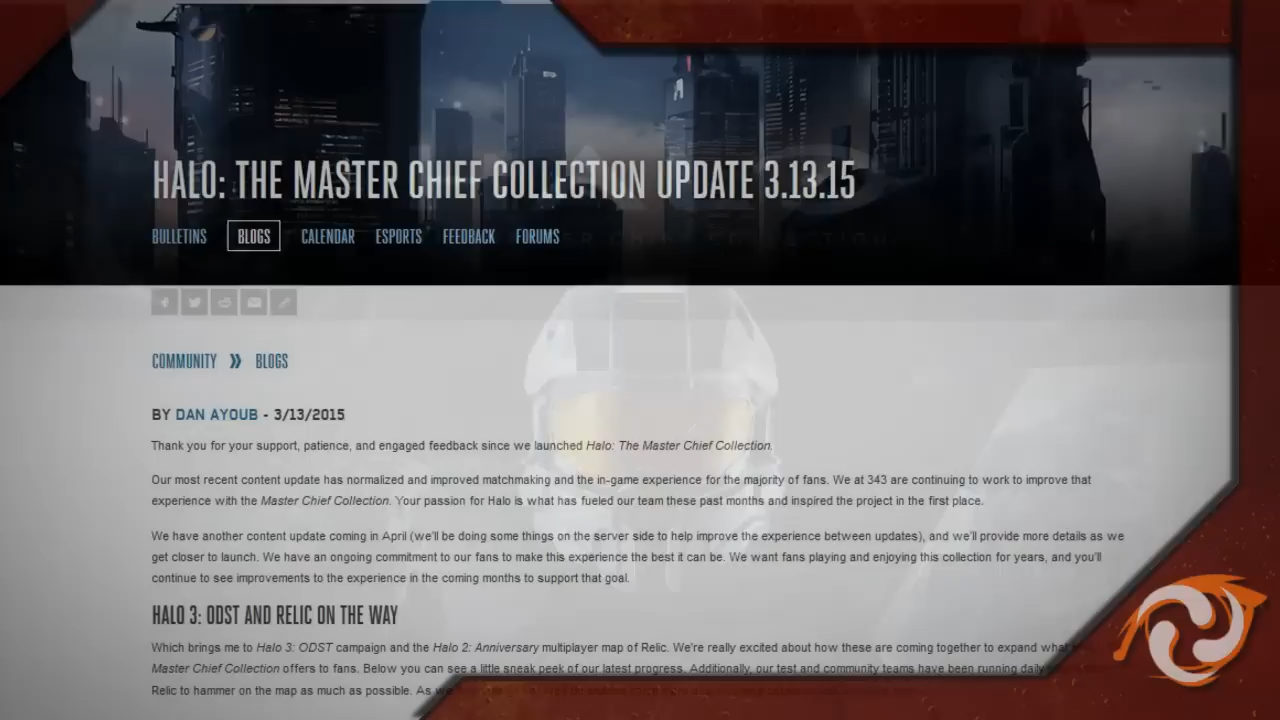 HALO: THE MASTER CHIEF COLLECTION UPDATE 3.13.15
BULLETINS BLOGS CALENDAR ESPORTS FEEDBACK FORUMS
COMMUNITY » BLOGS
BY DAN AYOUB - 3/13/2015
Thank you for your support, patience, and engaged feedback since we launched Halo: The Master Chief Collection.
Our most recent content update has normalized and improved matchmaking and the in-game experience for the majority of fans. We at 343 are continuing to work to improve that
experience with the Master Chief Collection. Your passion for Halo is what has fueled our team these past months and inspired the project in the first place.
We have another content update coming in April (we'll be doing some things on the server side to help improve the experience between updates), and we'll provide more details as we
get closer to launch. We have an ongoing commitment to our fans to make this experience the best it can be. We want fans playing and enjoying this collection for years, and you'll
continue to see improvements to the experience in the coming months to support that goal.
HALO 3: ODST AND RELIC ON THE WAY
Which brings me to Halo 3: ODST campaign and the Halo 2: Anniversary multiplayer map of Relic. We're really excited about how these are coming together to expand what
Master Chief Collection offers to fans. Below you can see a little sneak peek of our latest progress. Additionally, our test and community teams have been running daily
Relic to hammer on the map as much as possible. As we